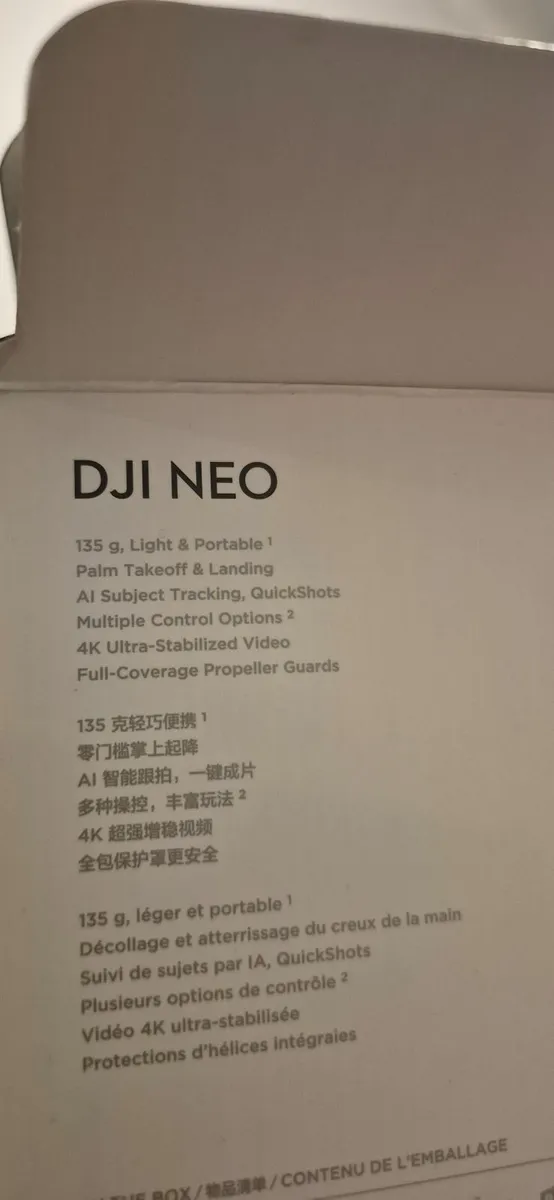 DJI NEO
135 g, Light & Portable ¹
Palm Takeoff & Landing
AI Subject Tracking, QuickShots
Multiple Control Options ²
4K Ultra-Stabilized Video
Full-Coverage Propeller Guards
135 克轻巧便携 ¹
零门槛掌上起降
AI 智能跟拍，一键成片
多种操控，丰富玩法 ²
4K 超强增稳视频
全包保护罩更安全
135 g, léger et portable ¹
Décollage et atterrissage du creux de la main
Suivi de sujets par IA, QuickShots
Plusieurs options de contrôle ²
Vidéo 4K ultra-stabilisée
Protections d'hélices intégrales
THE BOX / 物品清单 / CONTENU DE L'EMBALLAGE